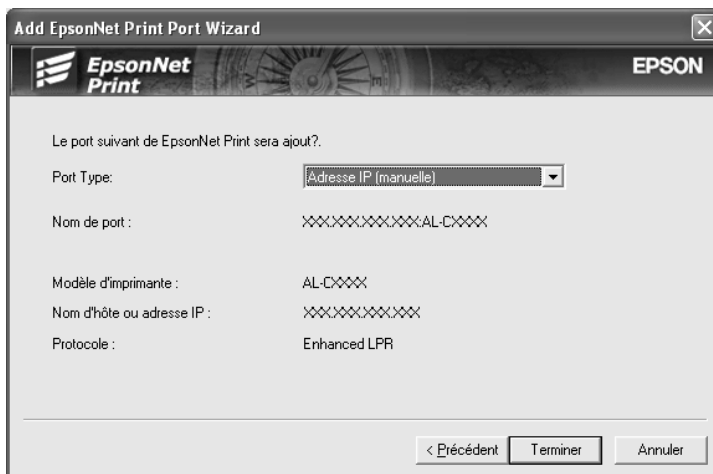 Add EpsonNet Print Port Wizard
EpsonNet
Print
EPSON
Le port suivant de EpsonNet Print sera ajout?.
Port Type: Adresse IP (manuelle)
Nom de port : XXX.XXX.XXX.XXX:AL-CXXXX
Modèle d'imprimante : AL-CXXXX
Nom d'hôte ou adresse IP : XXX.XXX.XXX.XXX
Protocole : Enhanced LPR
< Précédent Terminer Annuler